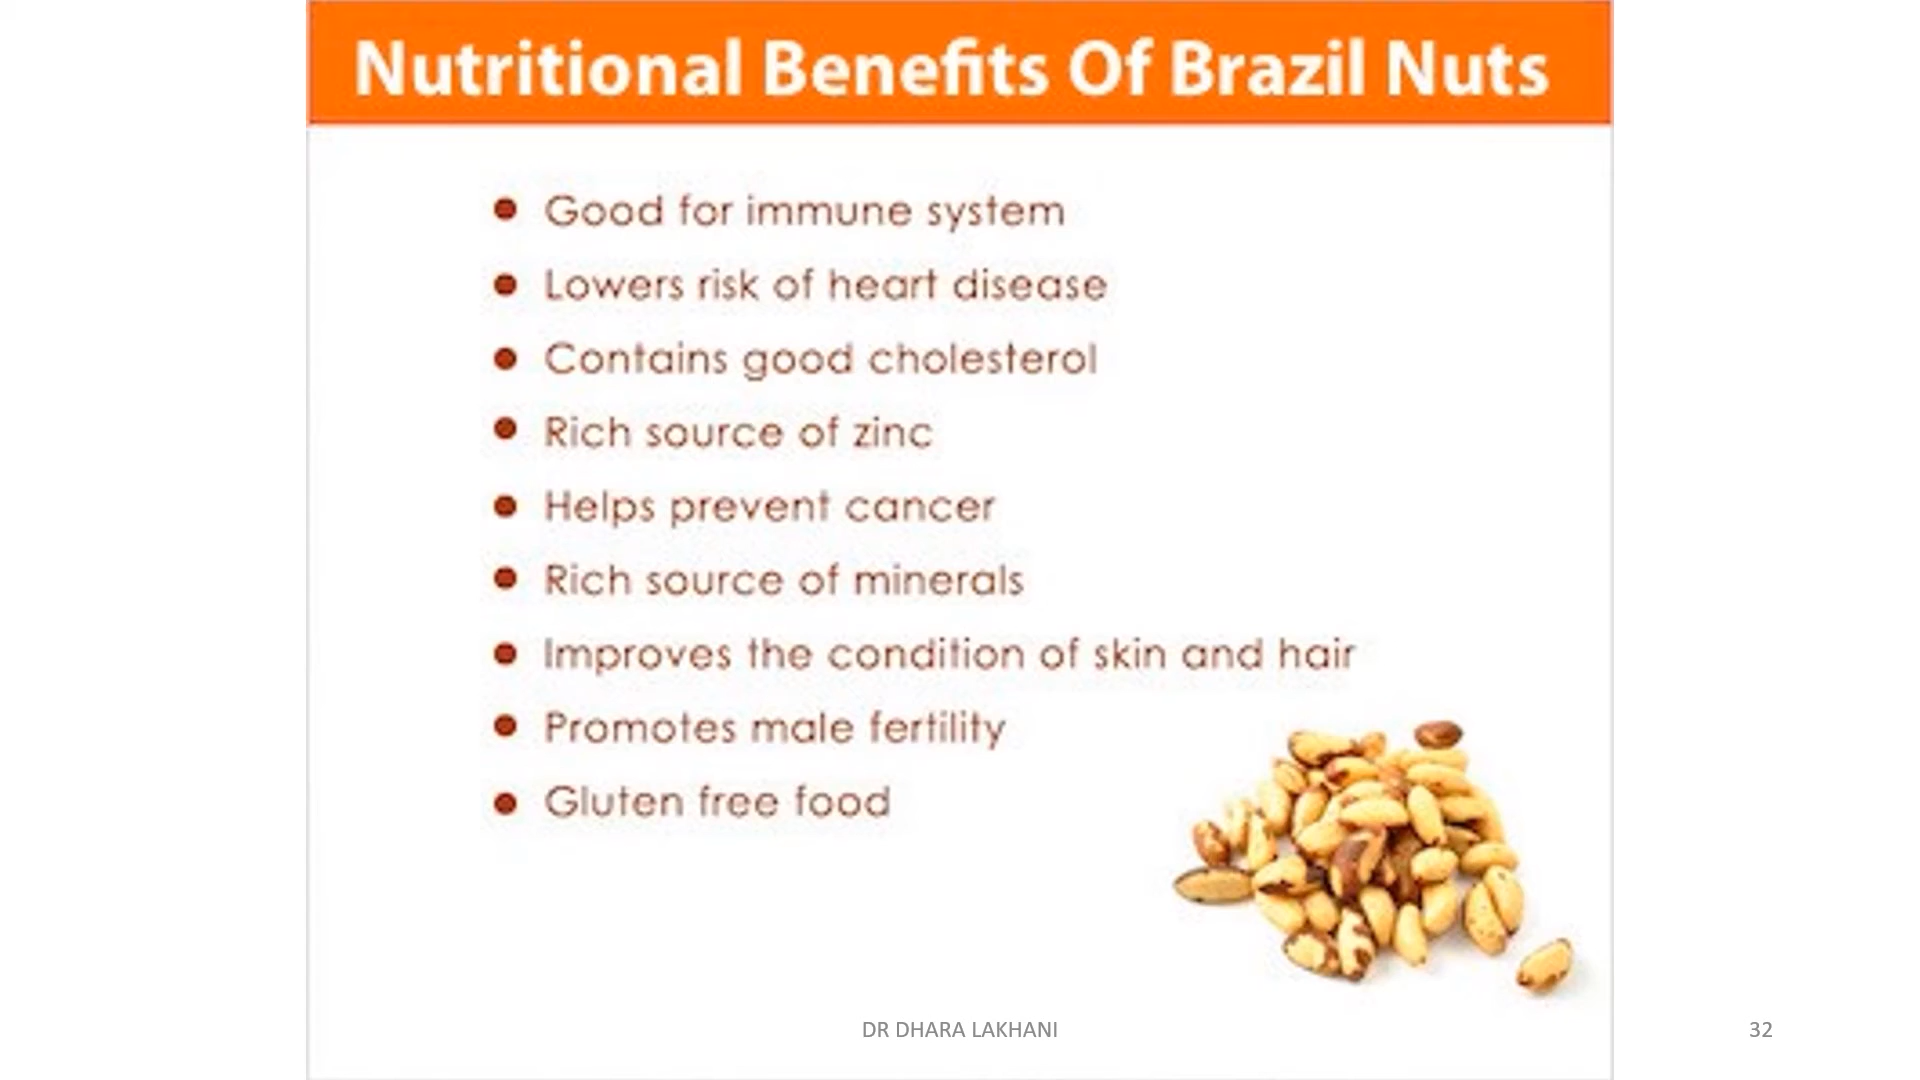 Nutritional Benefits Of Brazil Nuts
Good for immune system
Lowers risk of heart disease
Contains good cholesterol
Rich source of zinc
Helps prevent cancer
Rich source of minerals
Improves the condition of skin and hair
Promotes male fertility
Gluten free food
DR DHARA LAKHANI
32